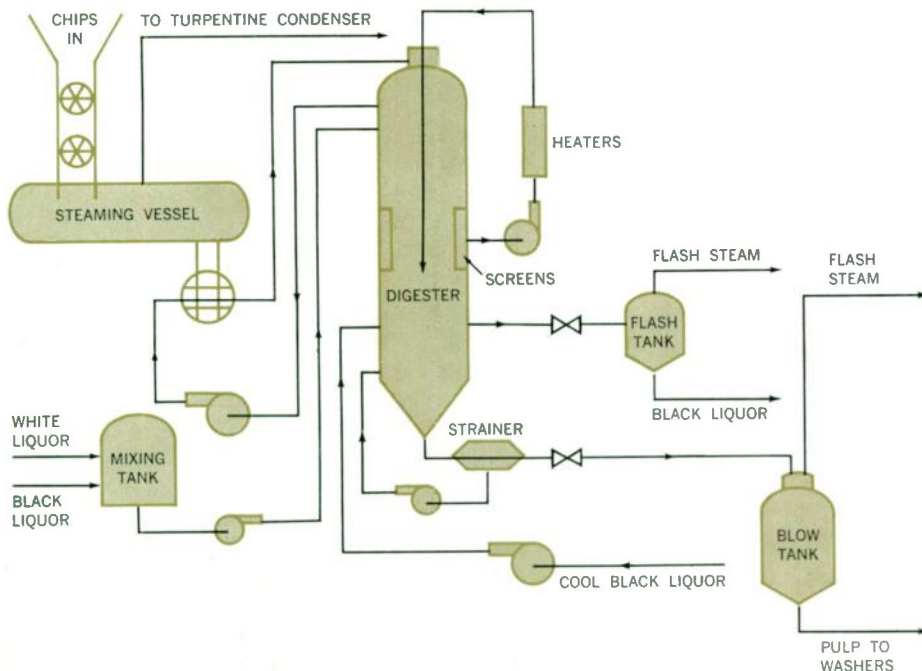 CHIPS
IN
TO TURPENTINE CONDENSER
HEATERS
STEAMING VESSEL
SCREENS
DIGESTER
FLASH STEAM
FLASH
STEAM
FLASH
TANK
BLACK LIQUOR
WHITE
LIQUOR
MIXING
TANK
BLACK
LIQUOR
STRAINER
BLOW
TANK
COOL BLACK LIQUOR
PULP TO
WASHERS